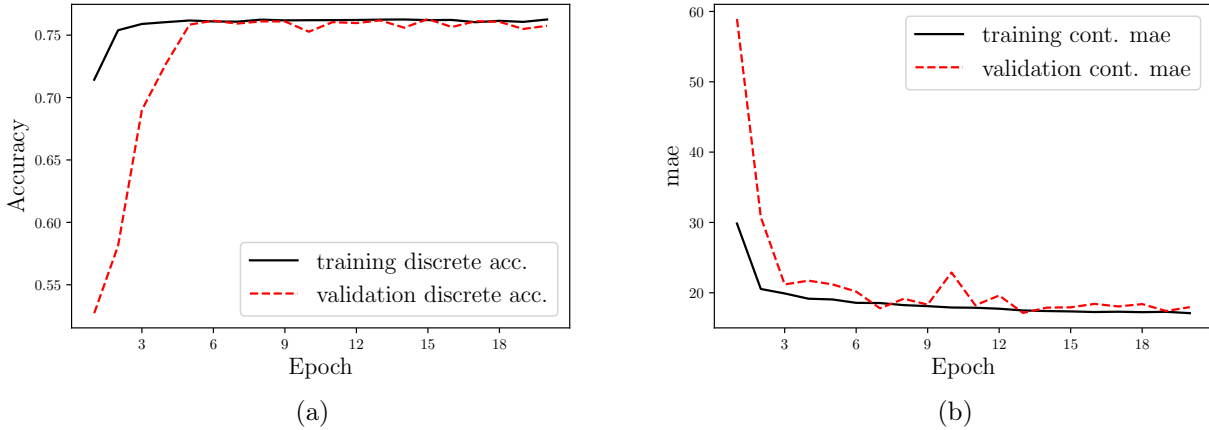 0.75
0.70
0.65
0.60
0.55
Accuracy
training discrete acc.
validation discrete acc.
3 6 9 12 15 18
Epoch
(a)
60
50
40
30
20
mae
training cont. mae
validation cont. mae
3 6 9 12 15 18
Epoch
(b)